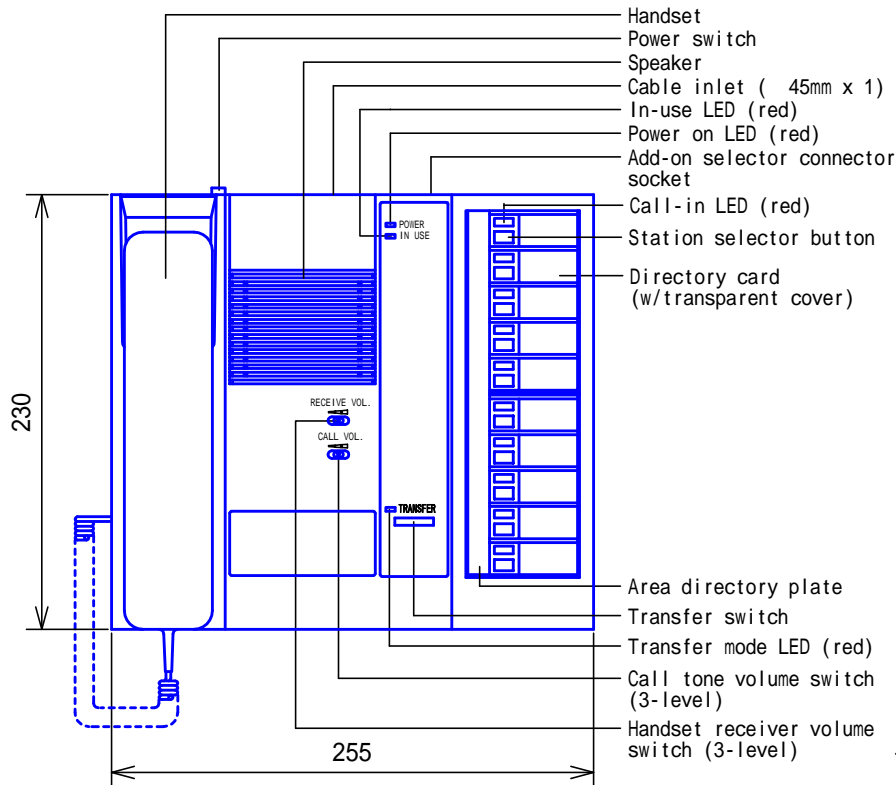 Handset
Power switch
Speaker
Cable inlet ( 45mm x 1)
In-use LED (red)
Power on LED (red)
Add-on selector connector
socket
Call-in LED (red)
Station selector button
Directory card
(w/transparent cover)
POWER
IN USE
RECEIVE VOL.
CALL VOL.
230
TRANSFER
Area directory plate
Transfer switch
Transfer mode LED (red)
Call tone volume switch
(3-level)
Handset receiver volume
switch (3-level)
255